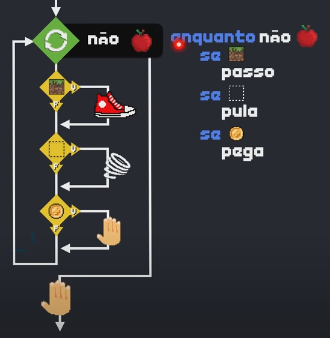 não
enquanto não
se
passo
se
pula
se
pega